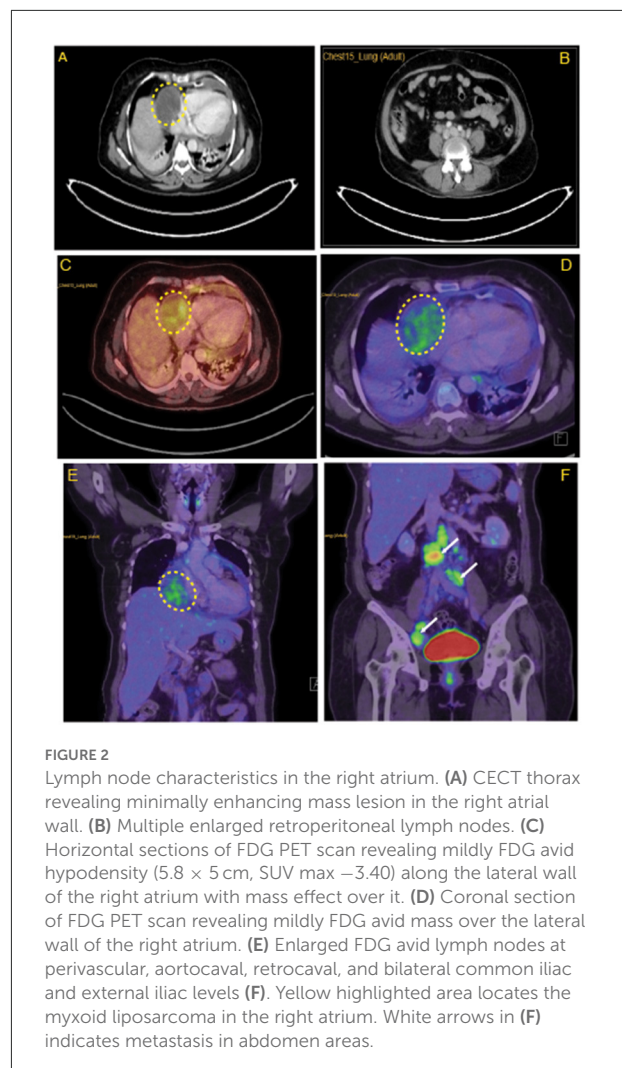 A
B
Chest15_Lung (Adult)
C
D
E
F
F
FIGURE 2
Lymph node characteristics in the right atrium. (A) CECT thorax
revealing minimally enhancing mass lesion in the right atrial
wall. (B) Multiple enlarged retroperitoneal lymph nodes. (C)
Horizontal sections of FDG PET scan revealing mildly FDG avid
hypodensity (5.8 × 5 cm, SUV max −3.40) along the lateral wall
of the right atrium with mass effect over it. (D) Coronal section
of FDG PET scan revealing mildly FDG avid mass over the lateral
wall of the right atrium. (E) Enlarged FDG avid lymph nodes at
perivascular, aortocaval, retrocaval, and bilateral common iliac
and external iliac levels (F). Yellow highlighted area locates the
myxoid liposarcoma in the right atrium. White arrows in (F)
indicates metastasis in abdomen areas.